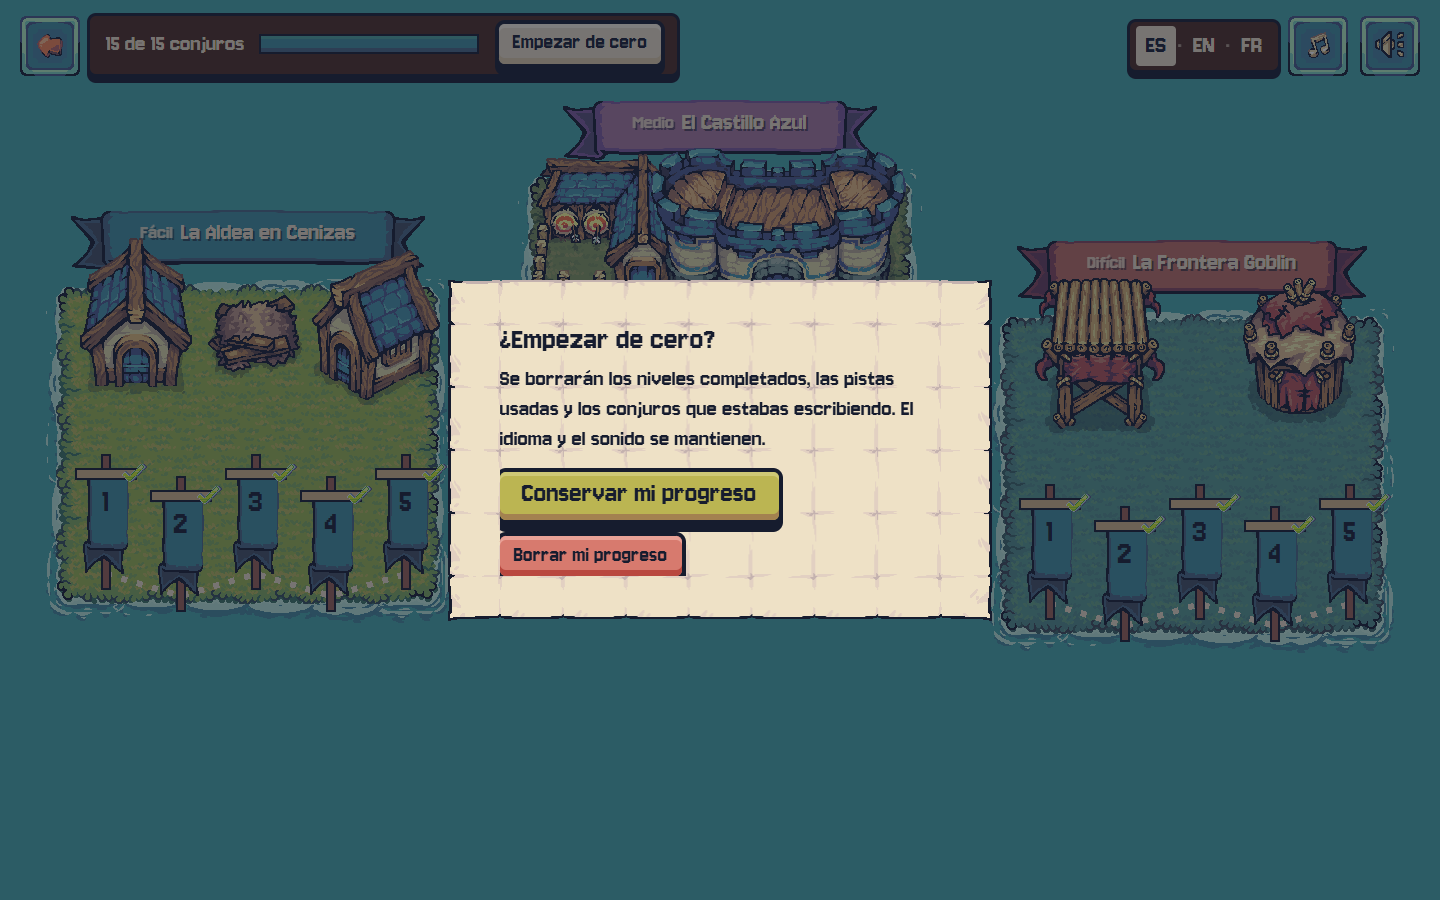 15 de 15 conjuros
Empezar de cero
ES · EN · FR
Medio El Castillo Azul
Fácil La Aldea en Cenizas
Difícil La Frontera Goblin
¿Empezar de cero?
Se borrarán los niveles completados, las pistas
usadas y los conjuros que estabas escribiendo. El
idioma y el sonido se mantienen.
Conservar mi progreso
Borrar mi progreso
1
2
3
4
5
1
2
3
4
5